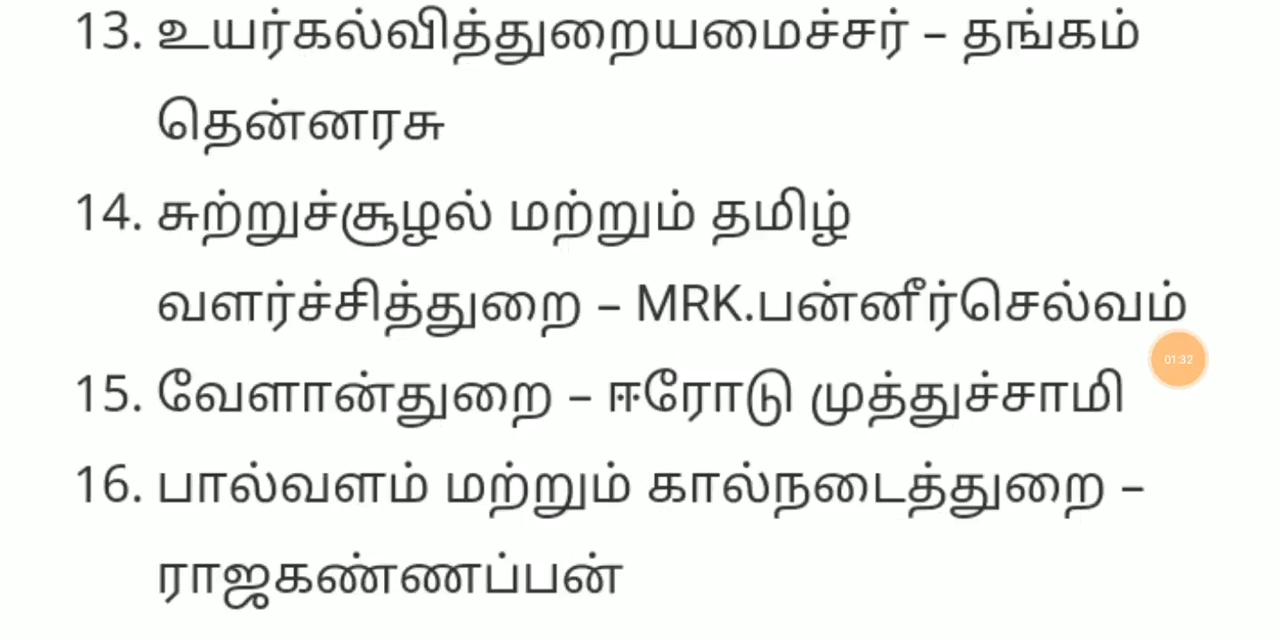 13. உயர்கல்வித்துறையமைச்சர் – தங்கம்
தென்னரசு
14. சுற்றுச்சூழல் மற்றும் தமிழ்
வளர்ச்சித்துறை – MRK.பன்னீர்செல்வம்
01:32
15. வேளான்துறை – ஈரோடு முத்துச்சாமி
16. பால்வளம் மற்றும் கால்நடைத்துறை –
ராஜகண்ணப்பன்